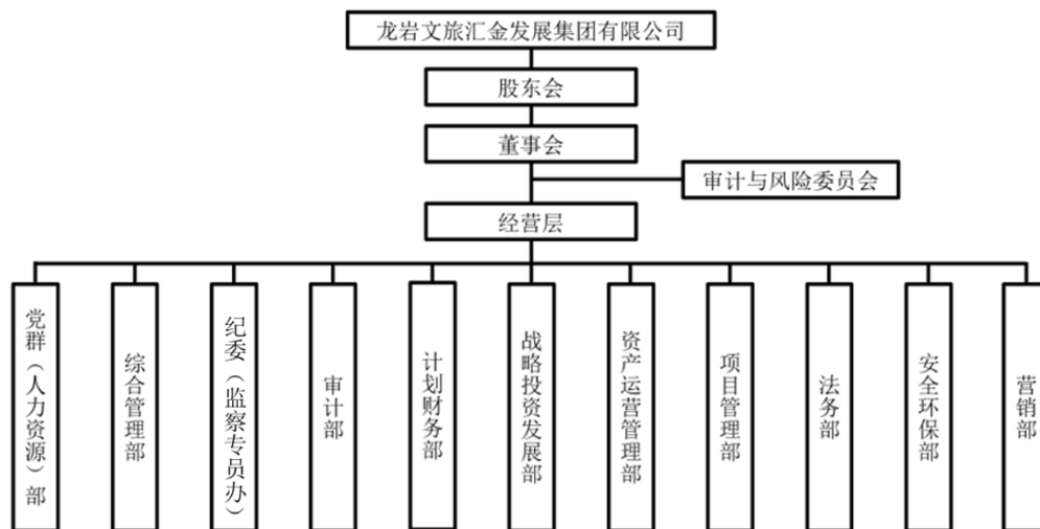 龙岩文旅汇金发展集团有限公司
股东会
董事会
审计与风险委员会
经营层
党群（人力资源）部
综合管理部
纪委（监察专员办）
审计部
计划财务部
战略投资发展部
资产运营管理部
项目管理部
法务部
安全环保部
营销部